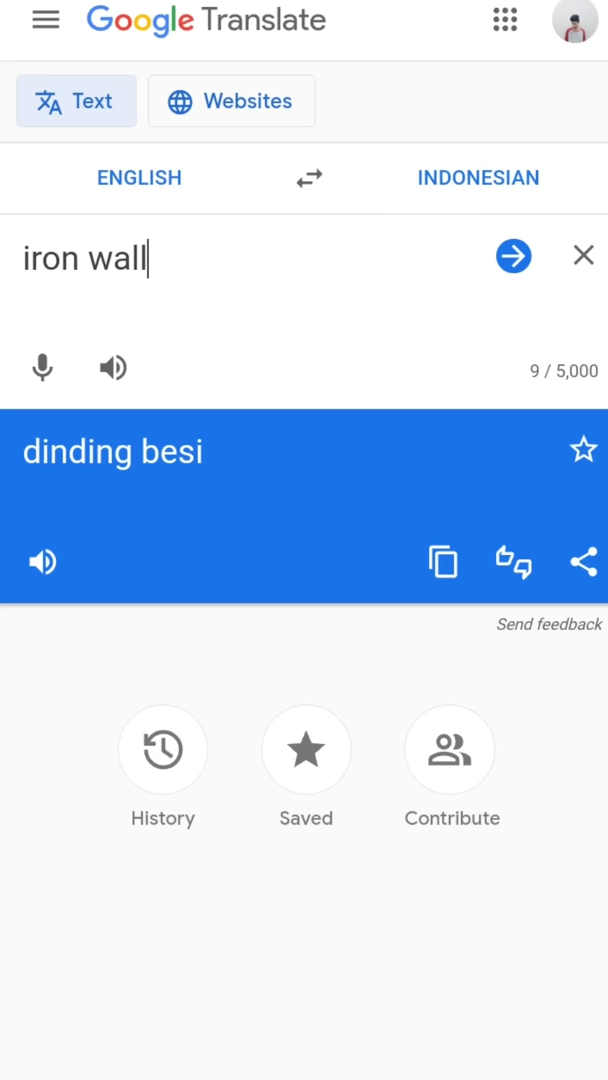 Google Translate
Text
Websites
ENGLISH
INDONESIAN
iron wall
9 / 5,000
dinding besi
Send feedback
History
Saved
Contribute